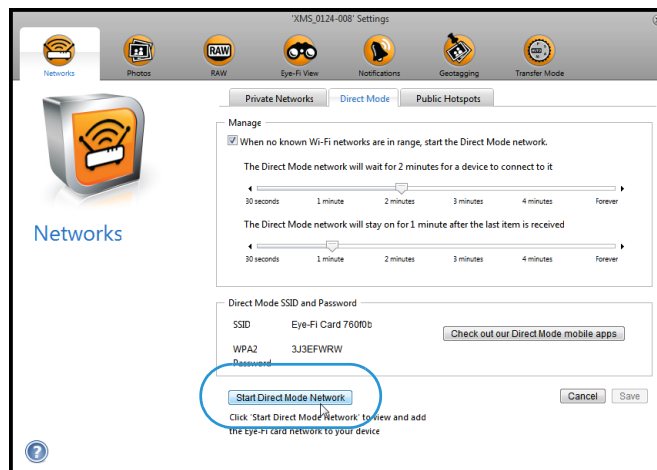 'XMS_0124-008' Settings
Networks
Photos
RAW
RAW
Eye-Fi View
Notifications
Geotagging
Transfer Mode
Private Networks
Direct Mode
Public Hotspots
Networks
Manage
When no known Wi-Fi networks are in range, start the Direct Mode network.
The Direct Mode network will wait for 2 minutes for a device to connect to it
30 seconds 1 minute 2 minutes 3 minutes 4 minutes Forever
The Direct Mode network will stay on for 1 minute after the last item is received
30 seconds 1 minute 2 minutes 3 minutes 4 minutes Forever
Direct Mode SSID and Password
SSID Eye-Fi Card 760f0b
Check out our Direct Mode mobile apps
WPA2 3J3EFWRW
Password
Start Direct Mode Network
Cancel Save
Click 'Start Direct Mode Network' to view and add
the Eye-Fi card network to your device
?